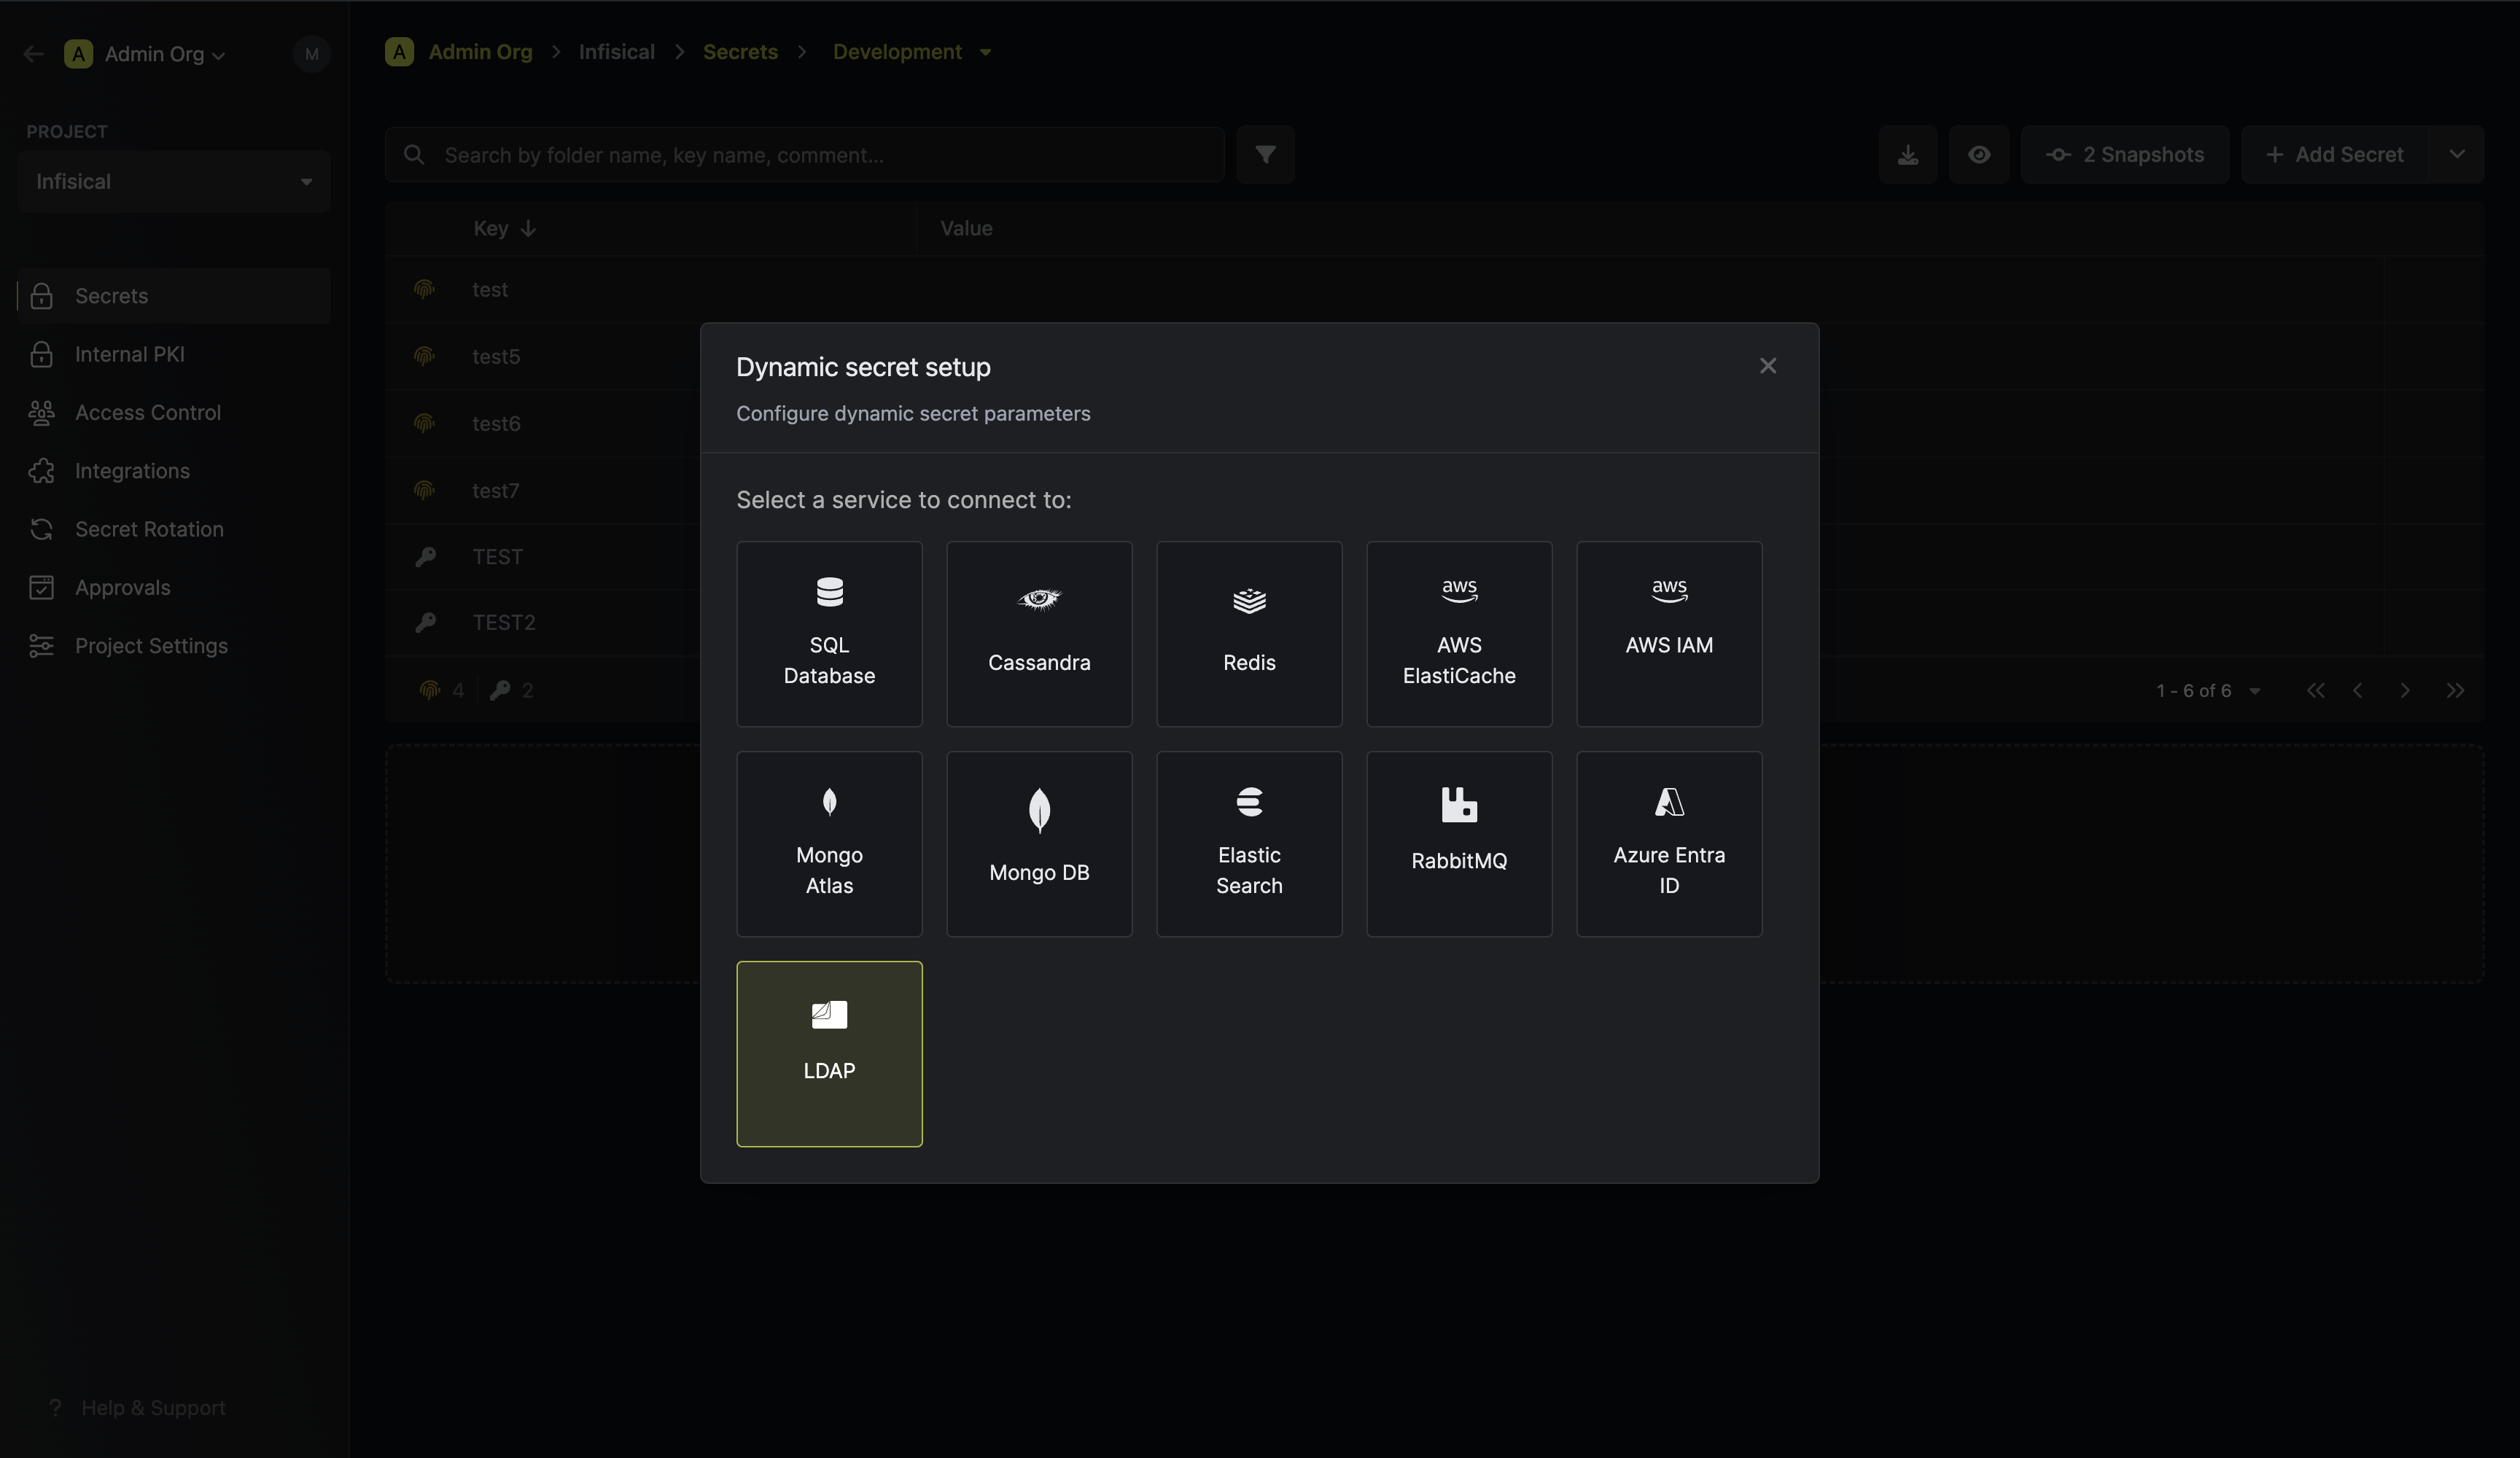 A Admin Org
M
PROJECT
Infisical
Secrets
Internal PKI
Access Control
Integrations
Secret Rotation
Approvals
Project Settings
? Help & Support
A Admin Org > Infisical > Secrets > Development
Search by folder name, key name, comment...
2 Snapshots
+ Add Secret
Key
Value
test
test5
test6
test7
TEST
TEST2
4
2
1 - 6 of 6
Dynamic secret setup
Configure dynamic secret parameters
Select a service to connect to:
SQL
Database
Cassandra
Redis
aws
AWS
ElastiCache
aws
AWS IAM
Mongo
Atlas
Mongo DB
Elastic
Search
RabbitMQ
Azure Entra
ID
LDAP